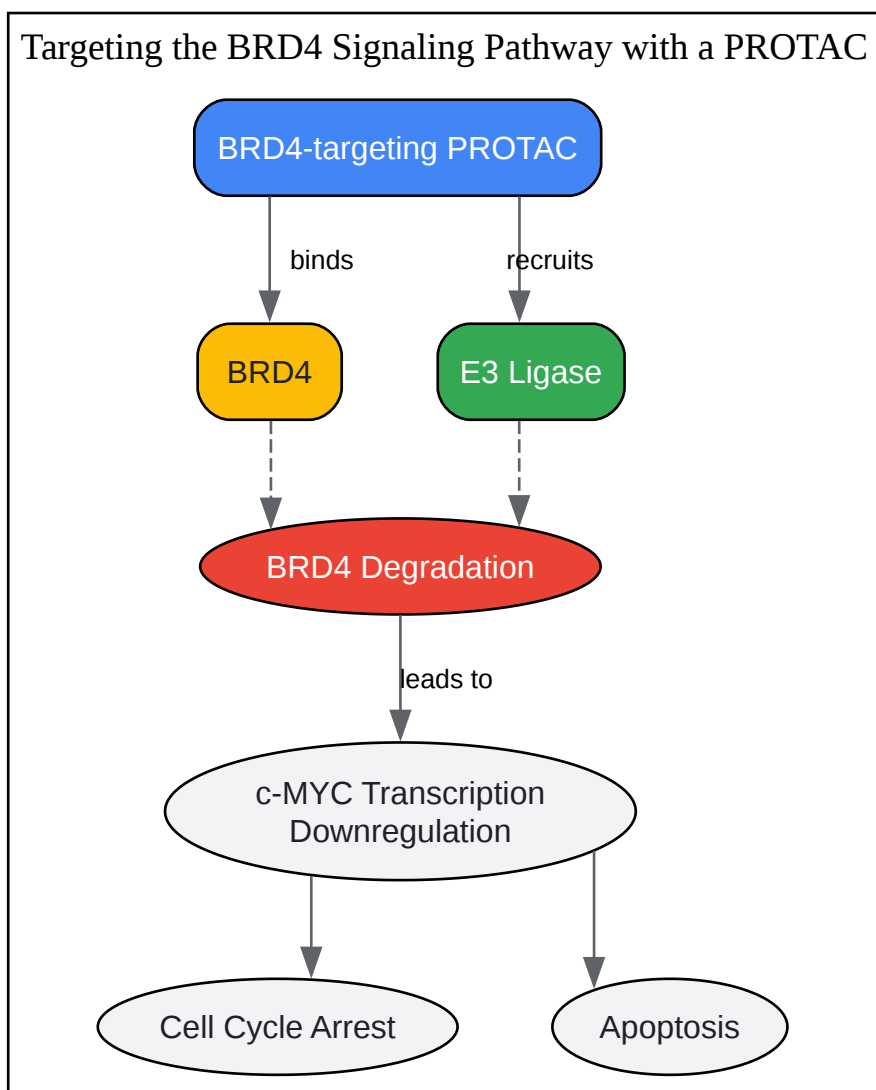 Targeting the BRD4 Signaling Pathway with a PROTAC
BRD4-targeting PROTAC
binds
recruits
BRD4
E3 Ligase
BRD4 Degradation
leads to
c-MYC Transcription
Downregulation
Cell Cycle Arrest
Apoptosis